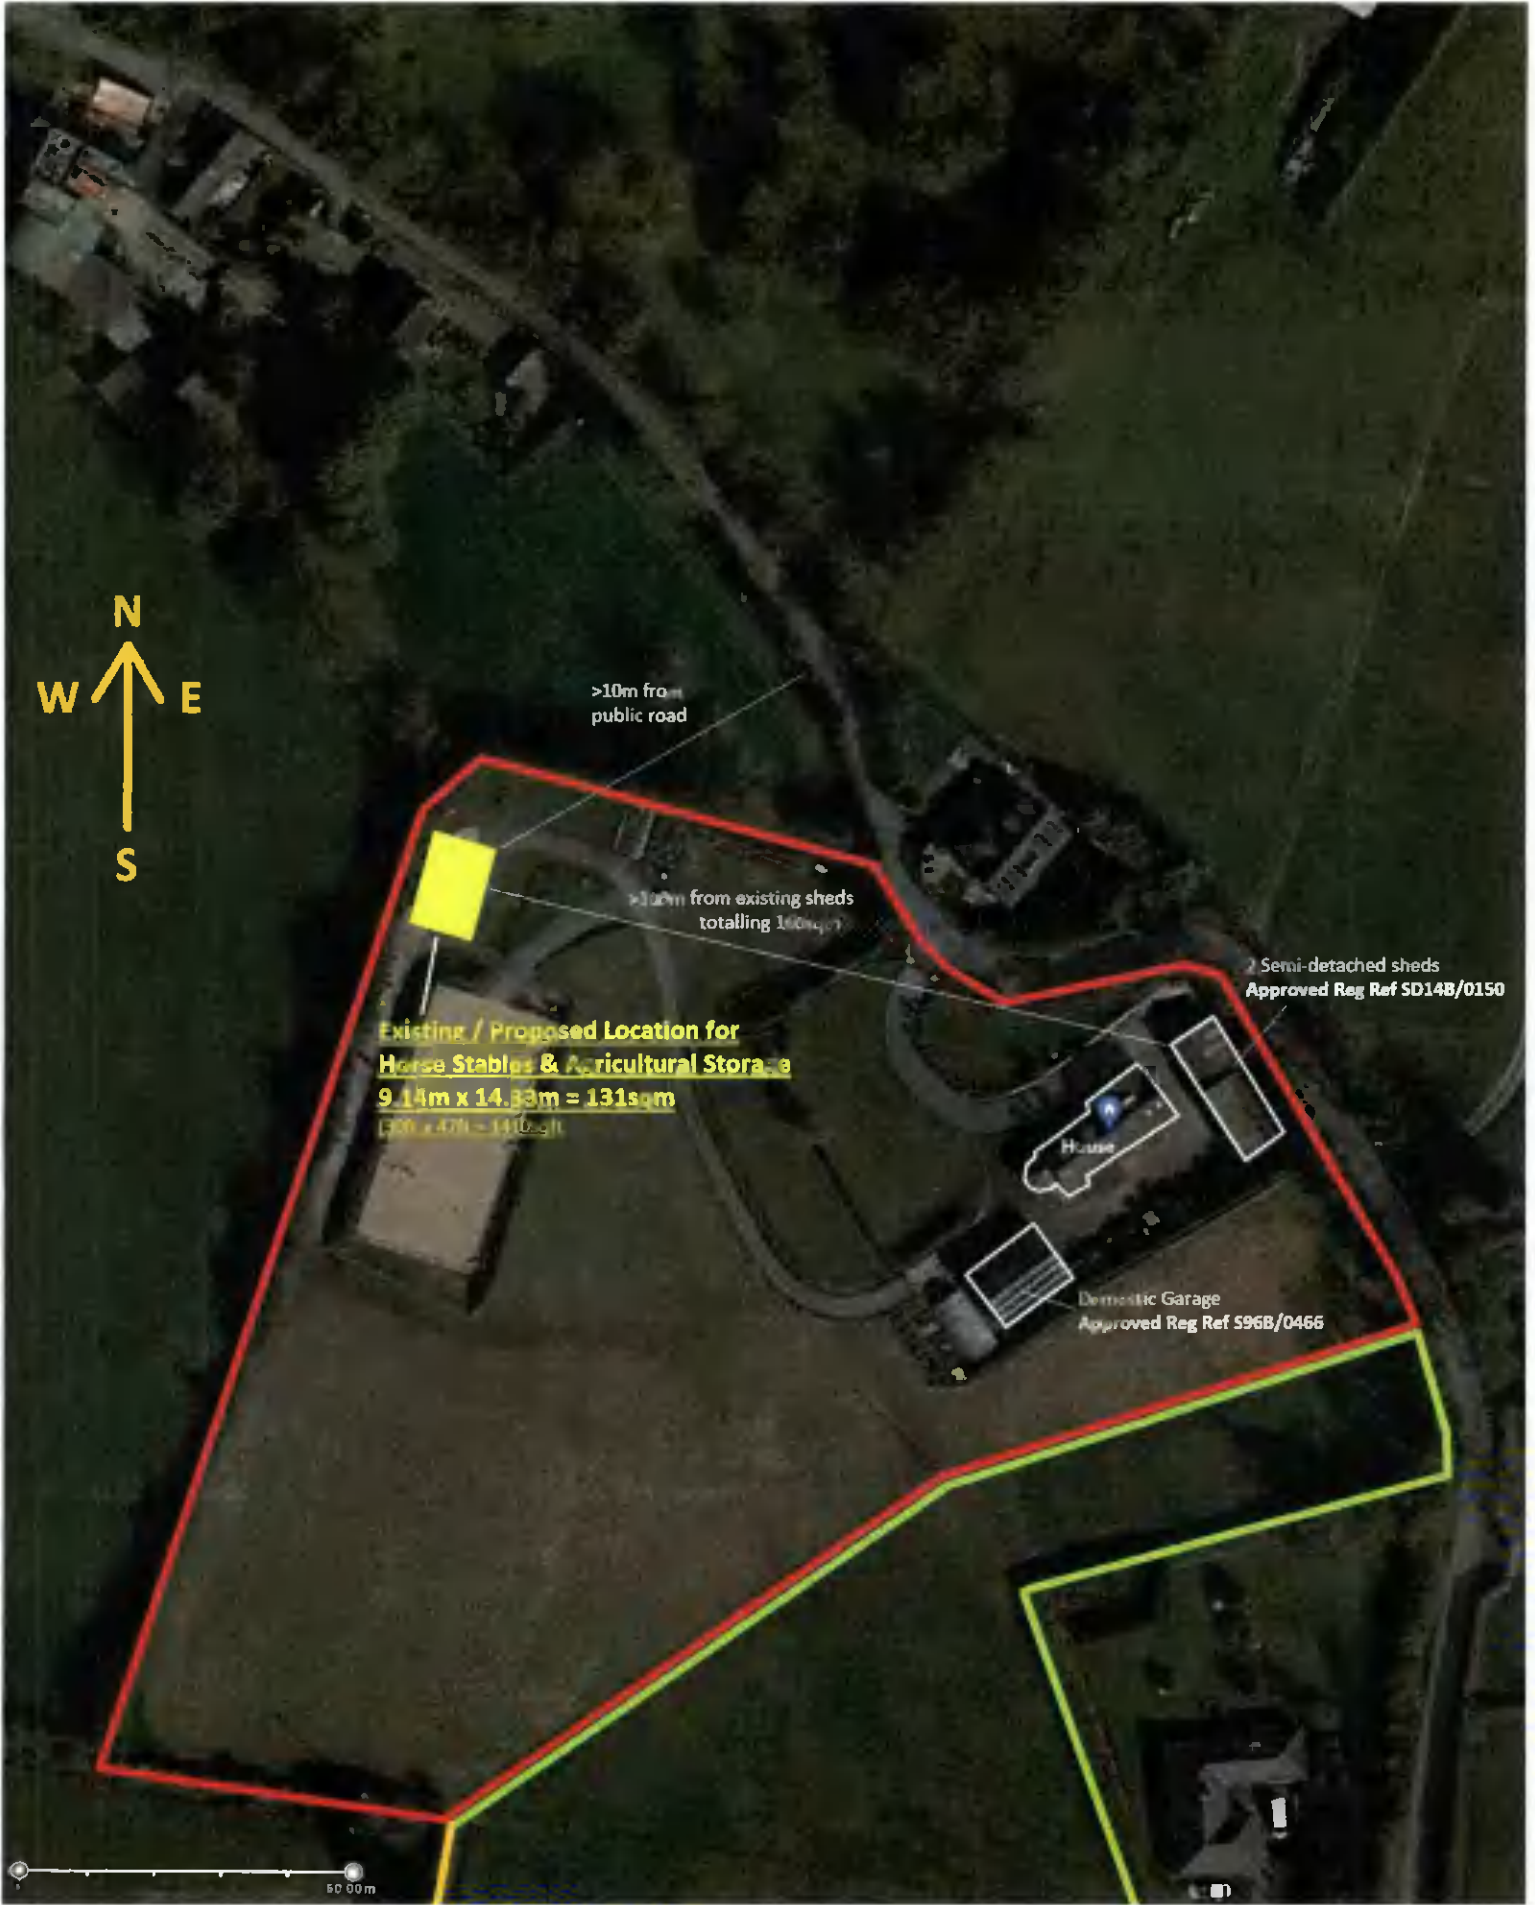 N
W E
S
>10m from
public road
from existing sheds
totalling
2 Semi-detached sheds
Approved Reg Ref SD14B/0150
Existing / Proposed Location for
Horse Stables & Agricultural Storage
9.14m x 14.33m = 131sqm
House
Domestic Garage
Approved Reg Ref S96B/0466
50.00m